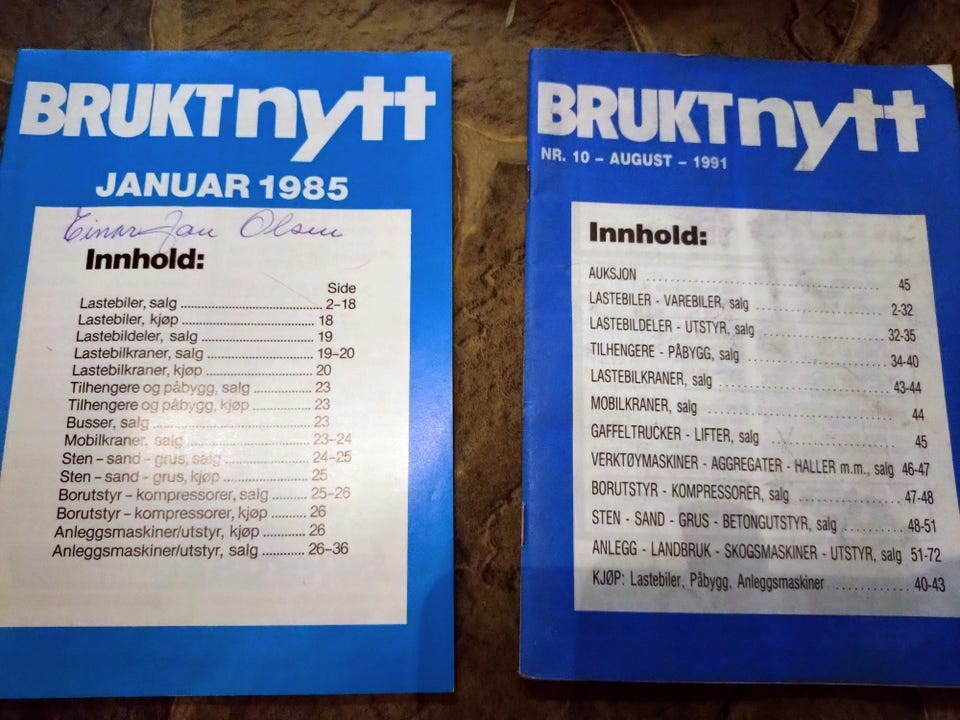 BRUKTnytt
JANUAR 1985
Einar Jan Olsen
Innhold:
Side
Lastebiler, salg ........ 2–18
Lastebiler, kjøp ........ 18
Lastebildeler, salg ........ 19
Lastebilkraner, salg ........ 19–20
Lastebilkraner, kjøp ........ 20
Tilhengere og påbygg, salg ........ 23
Tilhengere og påbygg, kjøp ........ 23
Busser, salg ........ 23
Mobilkraner, salg ........ 23–24
Sten – sand – grus, salg ........ 24–25
Sten – sand – grus, kjøp ........ 25
Borutstyr – kompressorer, salg ........ 25–26
Borutstyr – kompressorer, kjøp ........ 26
Anleggsmaskiner/utstyr, kjøp ........ 26
Anleggsmaskiner/utstyr, salg ........ 26–36
BRUKTnytt
NR. 10 – AUGUST – 1991
Innhold:
AUKSJON ........ 45
LASTEBILER - VAREBILER, salg ........ 2-32
LASTEBILDELER - UTSTYR, salg ........ 32-35
TILHENGERE - PÅBYGG, salg ........ 34-40
LASTEBILKRANER, salg ........ 43-44
MOBILKRANER, salg ........ 44
GAFFELTRUCKER - LIFTER, salg ........ 45
VERKTØYMASKINER - AGGREGATER - HALLER m.m., salg 46-47
BORUTSTYR - KOMPRESSORER, salg ........ 47-48
STEN - SAND - GRUS - BETONGUTSTYR, salg ........ 48-51
ANLEGG - LANDBRUK - SKOGSMASKINER - UTSTYR, salg 51-72
KJØP: Lastebiler, Påbygg, Anleggsmaskiner ........ 40-43